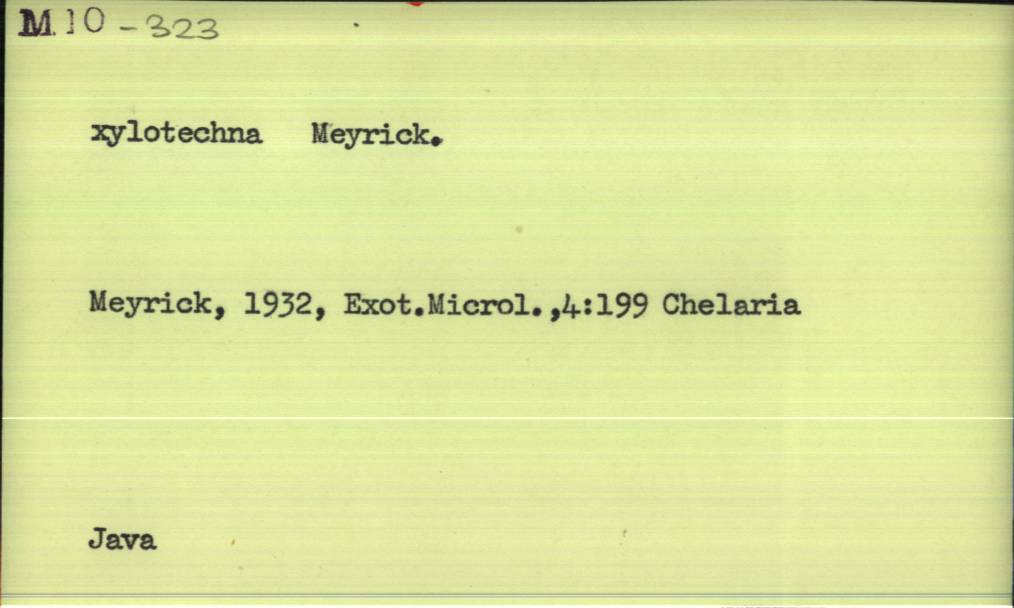 M.10 - 323
xylotechna Meyrick.
Meyrick, 1932, Exot.Microl.,4:199 Chelaria
Java